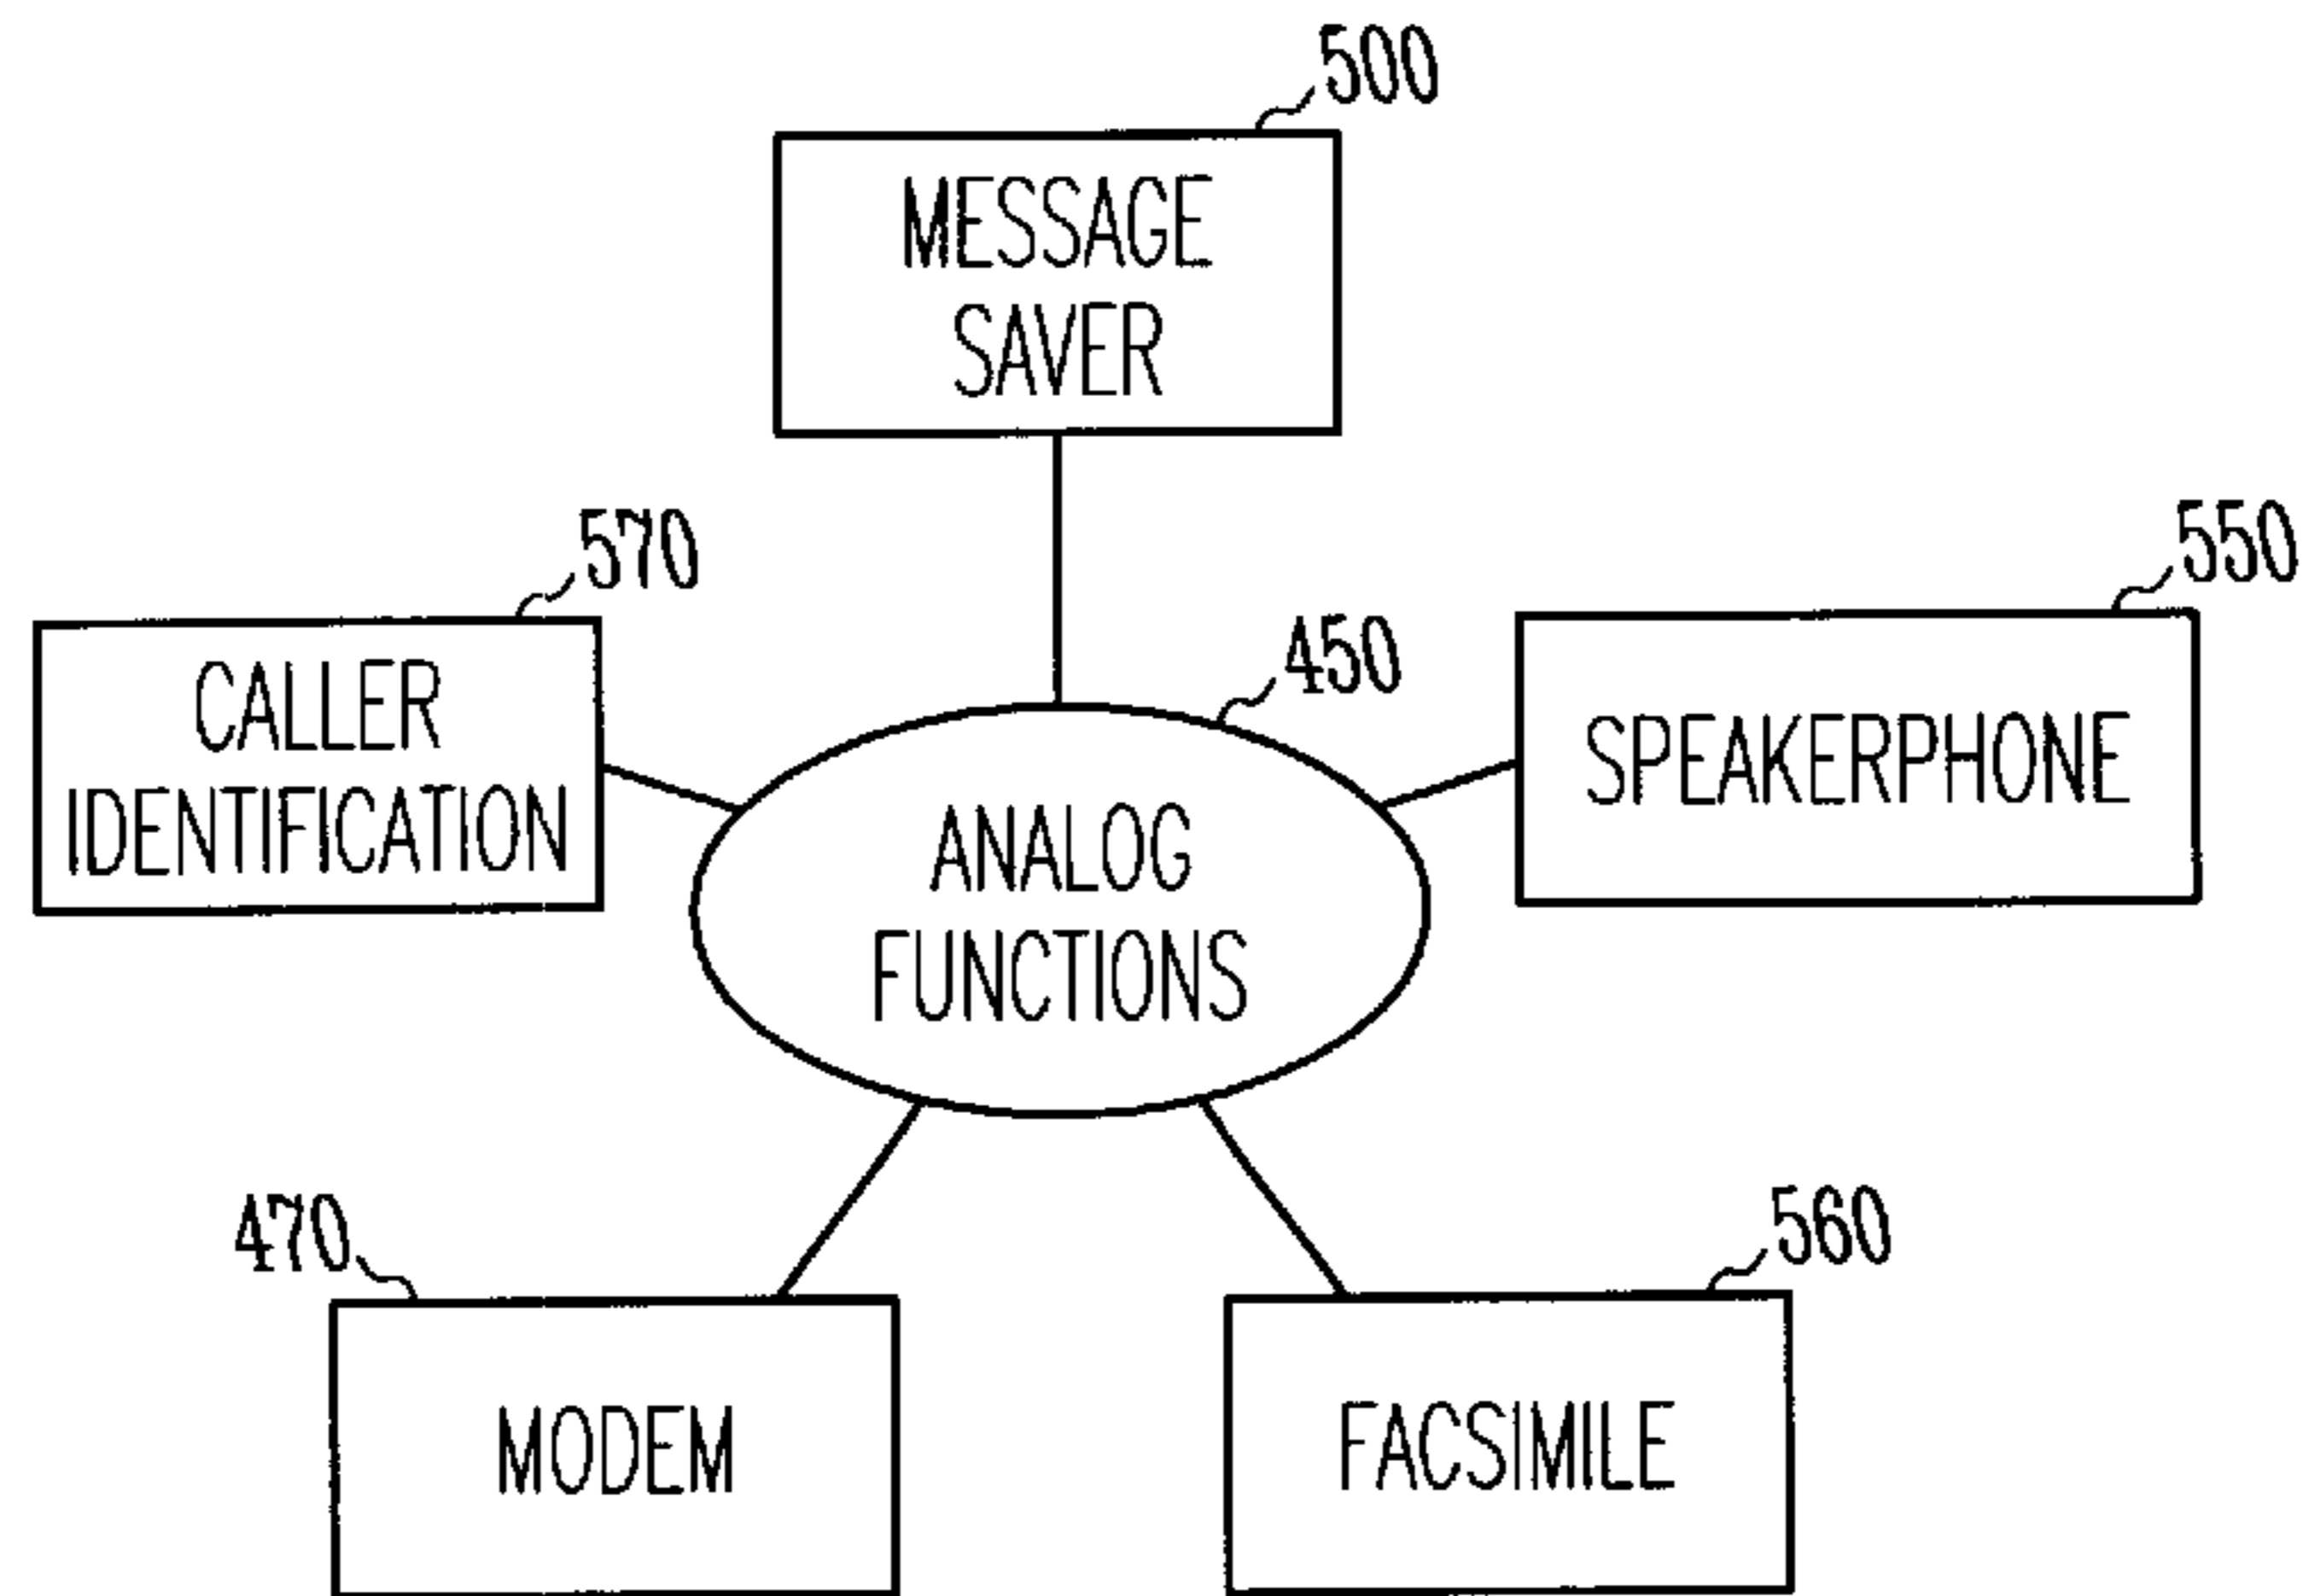 500
MESSAGE
SAVER
570
CALLER
IDENTIFICATION
550
SPEAKERPHONE
450
ANALOG
FUNCTIONS
470
MODEM
560
FACSIMILE